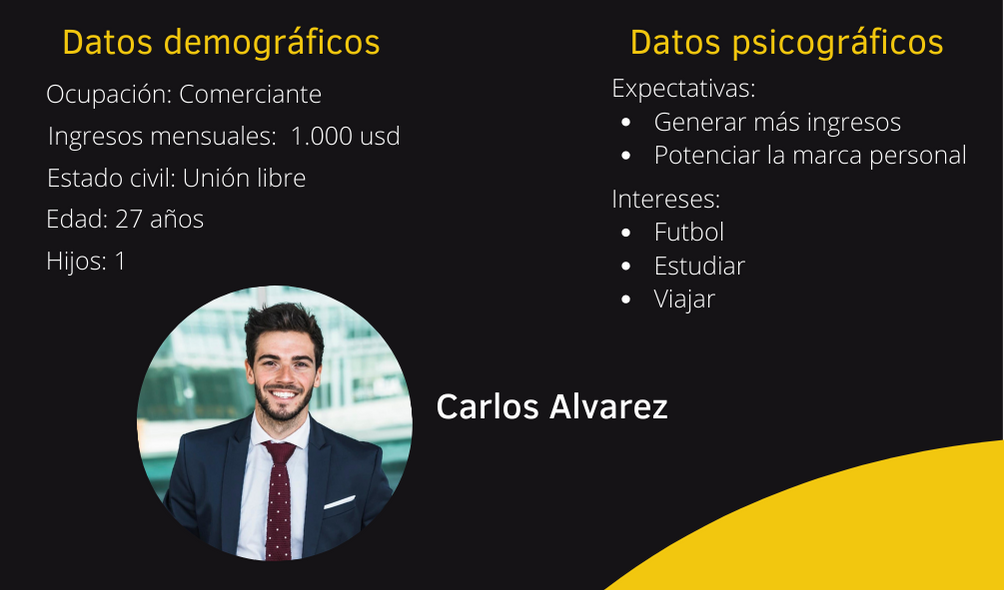 Datos demográficos
Ocupación: Comerciante
Ingresos mensuales: 1.000 usd
Estado civil: Unión libre
Edad: 27 años
Hijos: 1
Datos psicográficos
Expectativas:
• Generar más ingresos
• Potenciar la marca personal
Intereses:
• Futbol
• Estudiar
• Viajar
Carlos Alvarez